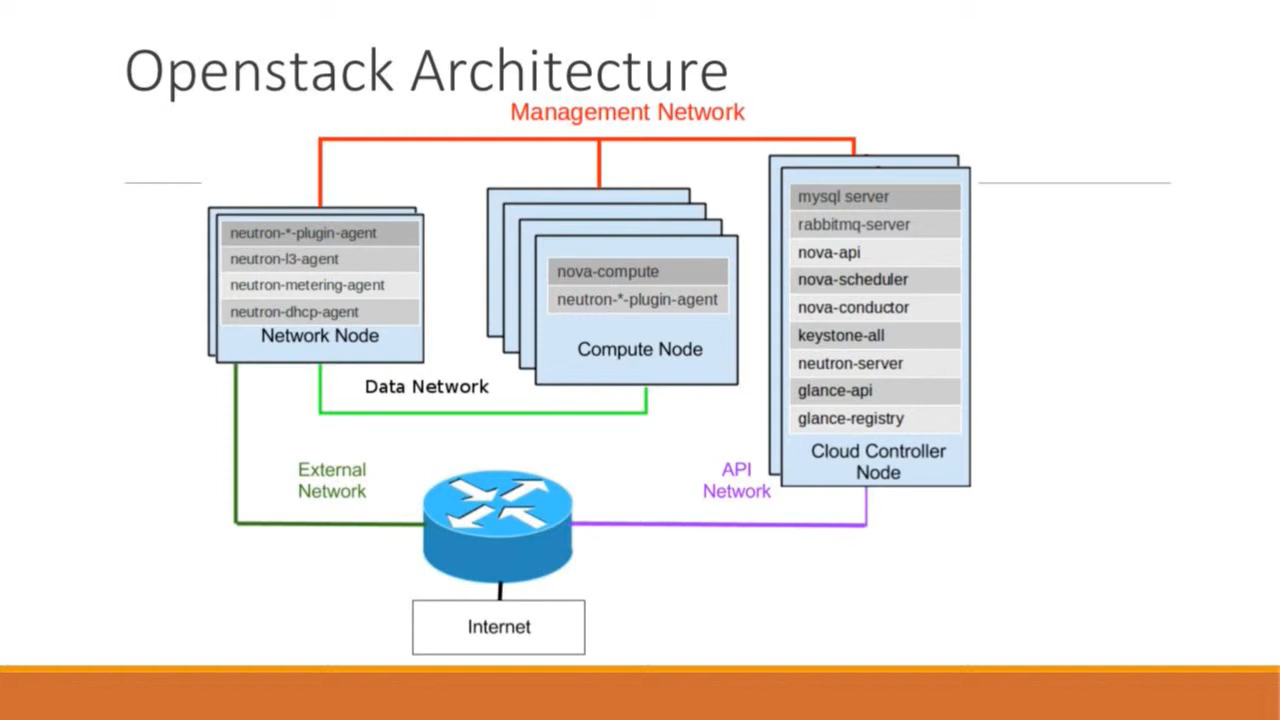 Openstack Architecture
Management Network
neutron-*-plugin-agent
neutron-l3-agent
neutron-metering-agent
neutron-dhcp-agent
Network Node
nova-compute
neutron-*-plugin-agent
Compute Node
mysql server
rabbitmq-server
nova-api
nova-scheduler
nova-conductor
keystone-all
neutron-server
glance-api
glance-registry
Cloud Controller
Node
Data Network
External
Network
API
Network
Internet